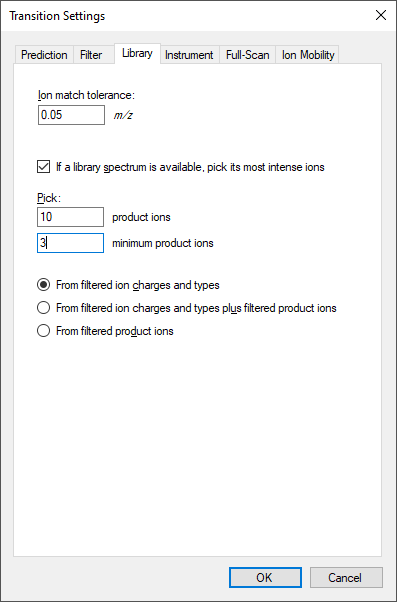 Transition Settings
Prediction Filter Library Instrument Full-Scan Ion Mobility
Ion match tolerance:
0.05 m/z
If a library spectrum is available, pick its most intense ions
Pick:
10 product ions
3 minimum product ions
From filtered ion charges and types
From filtered ion charges and types plus filtered product ions
From filtered product ions
OK Cancel